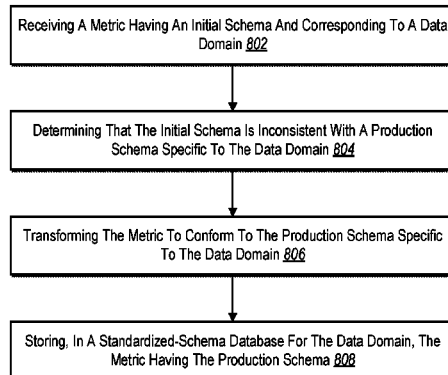 Receiving A Metric Having An Initial Schema And Corresponding To A Data
Domain 802
Determining That The Initial Schema Is Inconsistent With A Production
Schema Specific To The Data Domain 804
Transforming The Metric To Conform To The Production Schema Specific
To The Data Domain 806
Storing, In A Standardized-Schema Database For The Data Domain, The
Metric Having The Production Schema 808